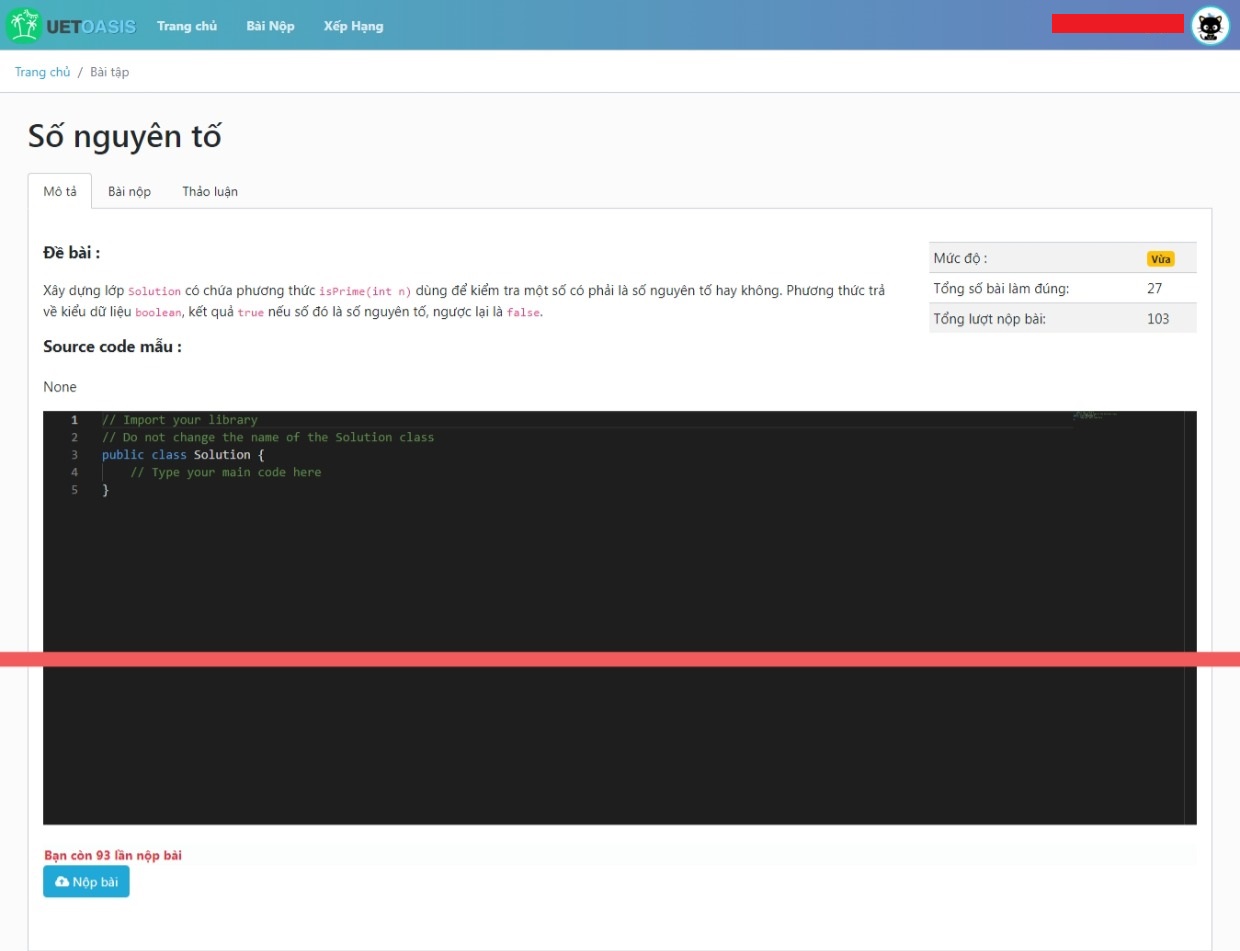 UETOASIS Trang chủ Bài Nộp Xếp Hạng
Trang chủ / Bài tập
Số nguyên tố
Mô tả Bài nộp Thảo luận
Đề bài :
Xây dựng lớp Solution có chứa phương thức isPrime(int n) dùng để kiểm tra một số có phải là số nguyên tố hay không. Phương thức trả
về kiểu dữ liệu boolean, kết quả true nếu số đó là số nguyên tố, ngược lại là false.
Mức độ : Vừa
Tổng số bài làm đúng: 27
Tổng lượt nộp bài: 103
Source code mẫu :
None
1 // Import your library
2 // Do not change the name of the Solution class
3 public class Solution {
4 // Type your main code here
5 }
Bạn còn 93 lần nộp bài
Nộp bài